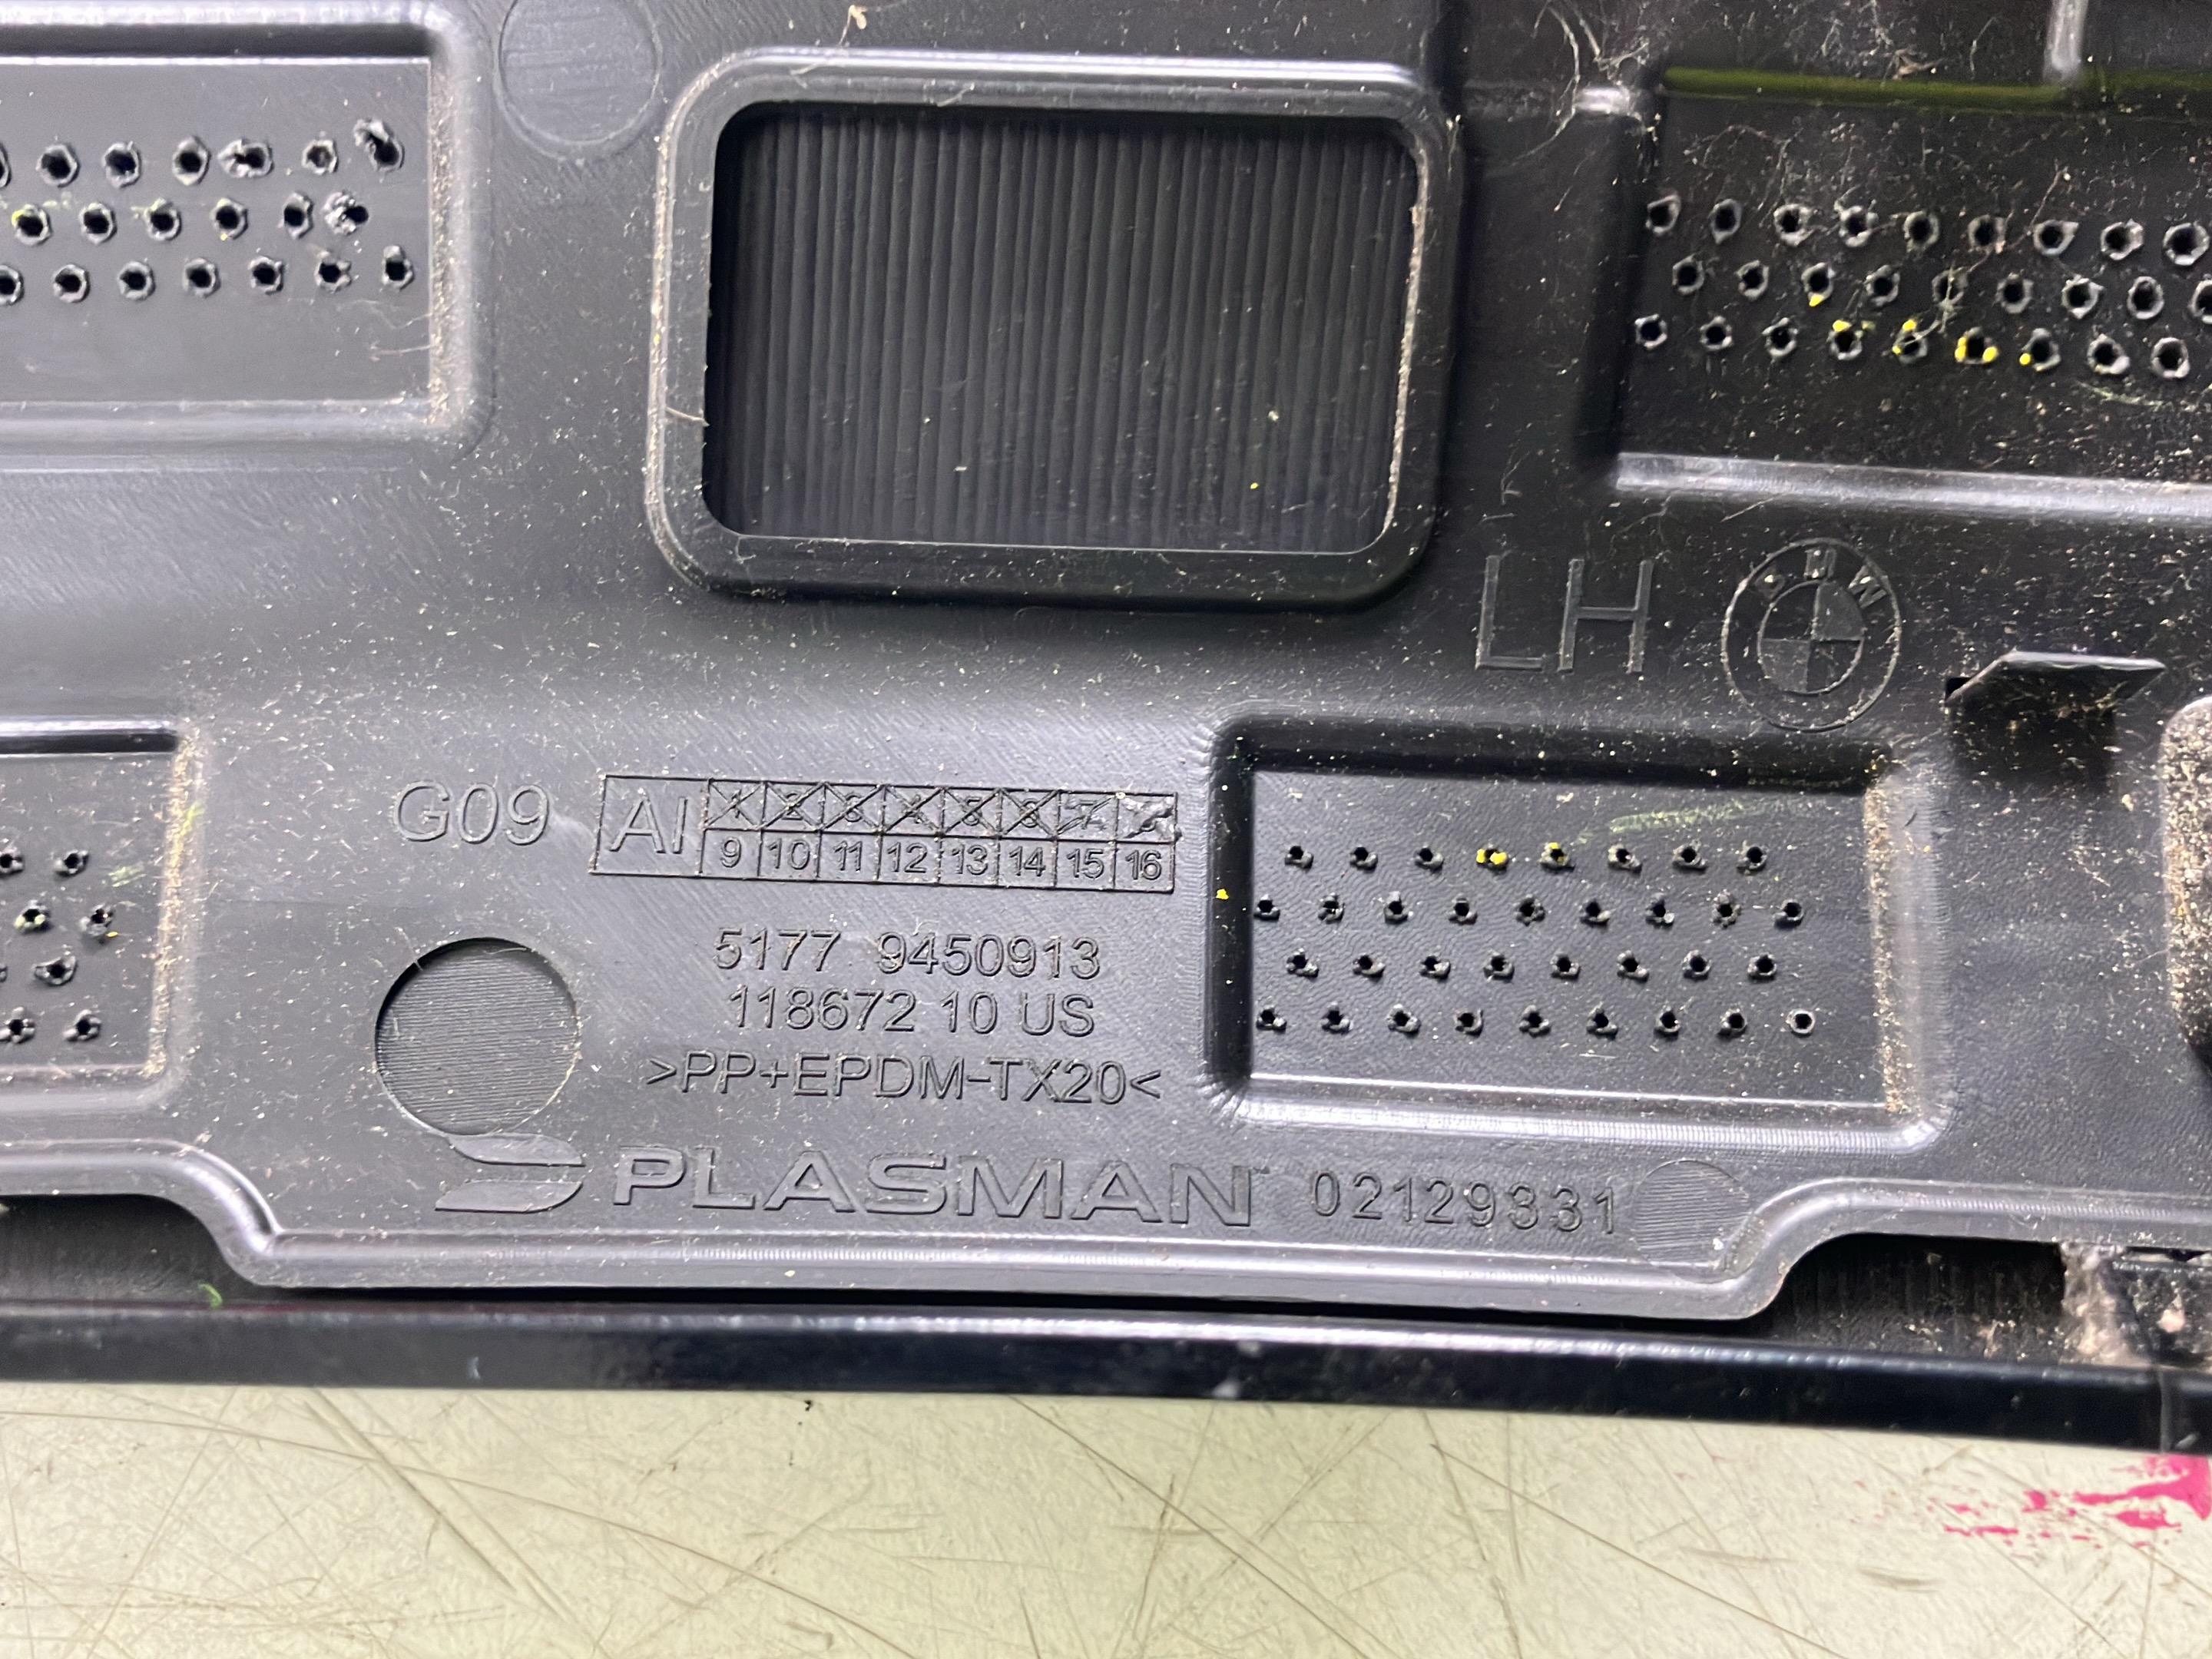 LH BMW
G09 AI 1 2 3 4 5 6 7 8
9 10 11 12 13 14 15 16
5177 9450913
118672 10 US
>PP+EPDM-TX20<
PLASMAN 02129331